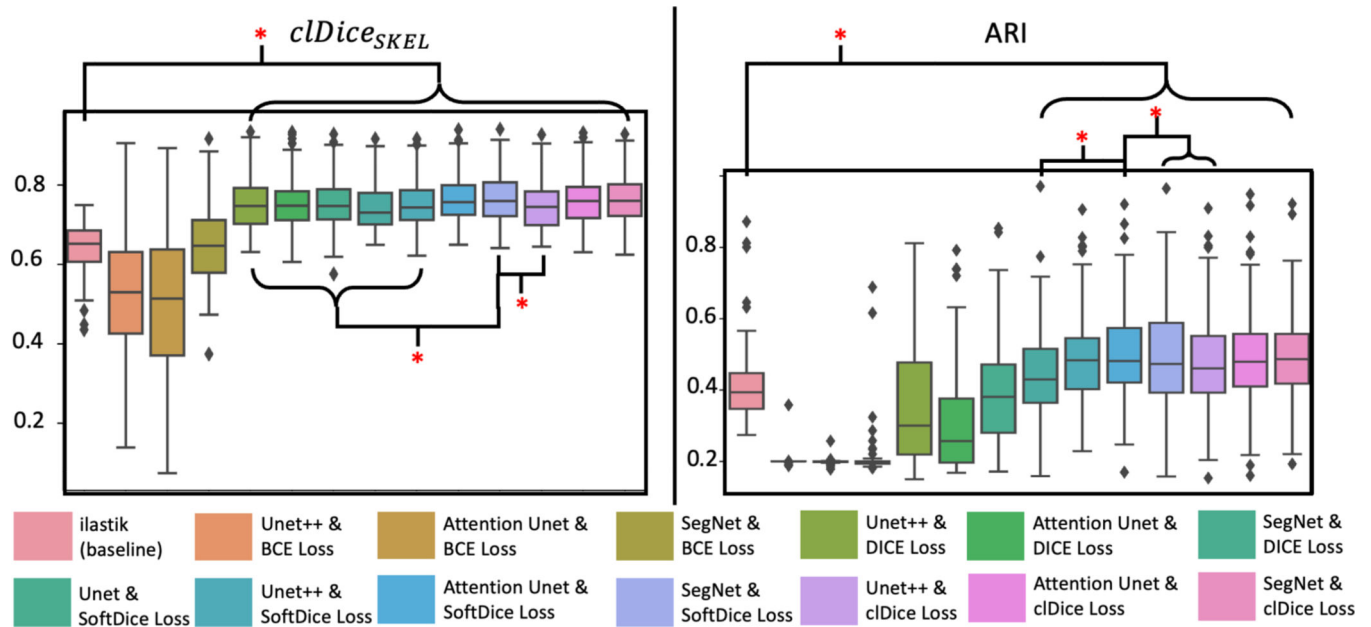 clDice_SKEL
ARI
*
*
*
*
*
*
0.8
0.6
0.4
0.2
0.8
0.6
0.4
0.2
ilastik
(baseline)
Unet++ &
BCE Loss
Attention Unet &
BCE Loss
SegNet &
BCE Loss
Unet++ &
DICE Loss
Attention Unet &
DICE Loss
SegNet &
DICE Loss
Unet &
SoftDice Loss
Unet++ &
SoftDice Loss
Attention Unet &
SoftDice Loss
SegNet &
SoftDice Loss
Unet++ &
clDice Loss
Attention Unet &
clDice Loss
SegNet &
clDice Loss